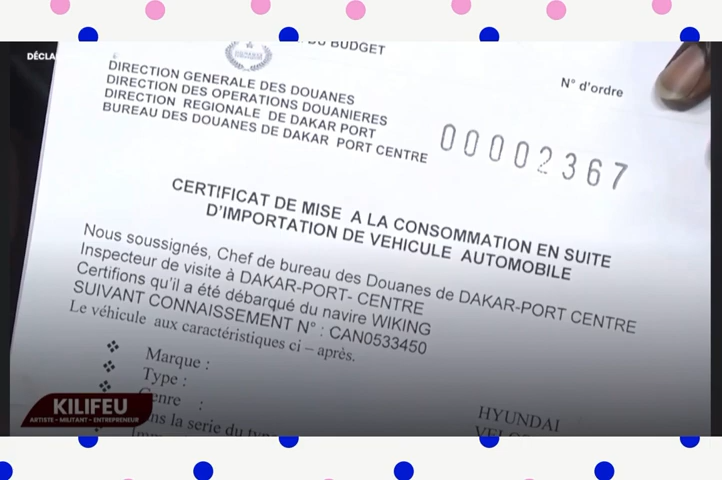 DU BUDGET
DÉCLA
DIRECTION GENERALE DES DOUANES
DIRECTION DES OPERATIONS DOUANIERES
DIRECTION REGIONALE DE DAKAR PORT
BUREAU DES DOUANES DE DAKAR PORT CENTRE
N° d'ordre
00002367
CERTIFICAT DE MISE A LA CONSOMMATION EN SUITE
D'IMPORTATION DE VEHICULE AUTOMOBILE
Nous soussignés, Chef de bureau des Douanes de DAKAR-PORT CENTRE
Inspecteur de visite à DAKAR-PORT- CENTRE
Certifions qu'il a été débarqué du navire WIKING
SUIVANT CONNAISSEMENT N° : CAN0533450
Le véhicule aux caractéristiques ci – après.
Marque :
Type :
Genre :
la serie du
HYUNDAI
KILIFEU
ARTISTE - MILITANT - ENTREPRENEUR